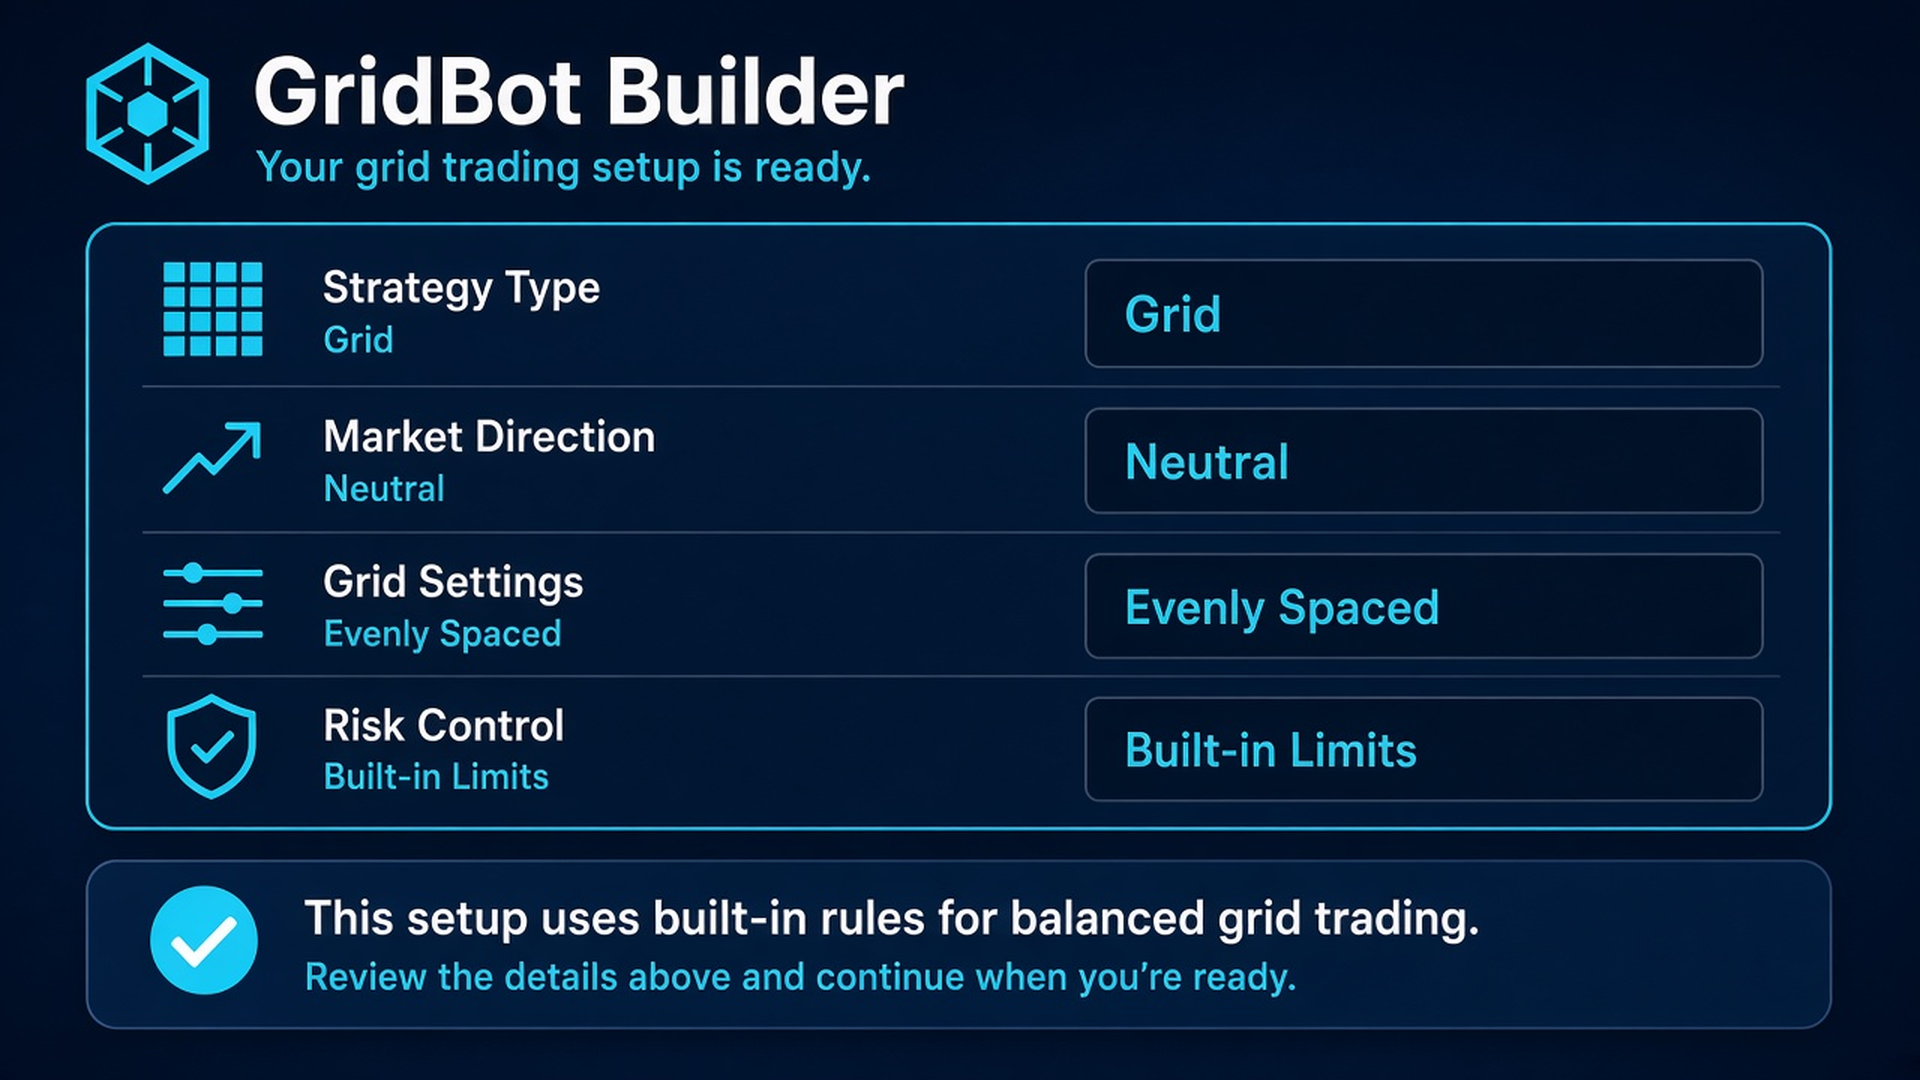 GridBot Builder
Your grid trading setup is ready.
Strategy Type
Grid
Grid
Market Direction
Neutral
Neutral
Grid Settings
Evenly Spaced
Evenly Spaced
Risk Control
Built-in Limits
Built-in Limits
This setup uses built-in rules for balanced grid trading.
Review the details above and continue when you’re ready.